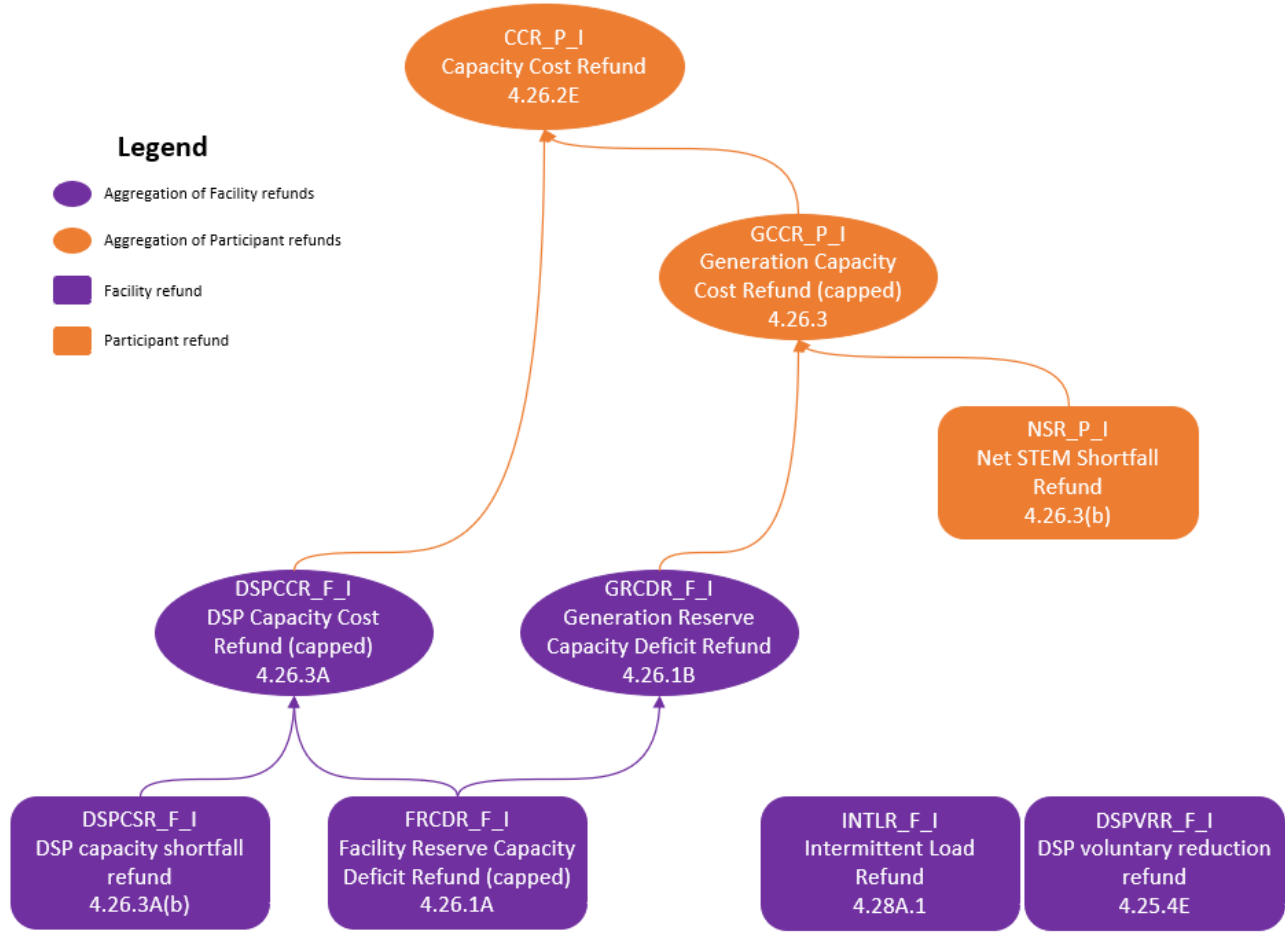 CCR_P_I
Capacity Cost Refund
4.26.2E
Legend
Aggregation of Facility refunds
Aggregation of Participant refunds
Facility refund
Participant refund
GCCR_P_I
Generation Capacity
Cost Refund (capped)
4.26.3
NSR_P_I
Net STEM Shortfall
Refund
4.26.3(b)
DSPCCR_F_I
DSP Capacity Cost
Refund (capped)
4.26.3A
GRCDR_F_I
Generation Reserve
Capacity Deficit Refund
4.26.1B
DSPCSR_F_I
DSP capacity shortfall
refund
4.26.3A(b)
FRCDR_F_I
Facility Reserve Capacity
Deficit Refund (capped)
4.26.1A
INTLR_F_I
Intermittent Load
Refund
4.28A.1
DSPVRR_F_I
DSP voluntary reduction
refund
4.25.4E